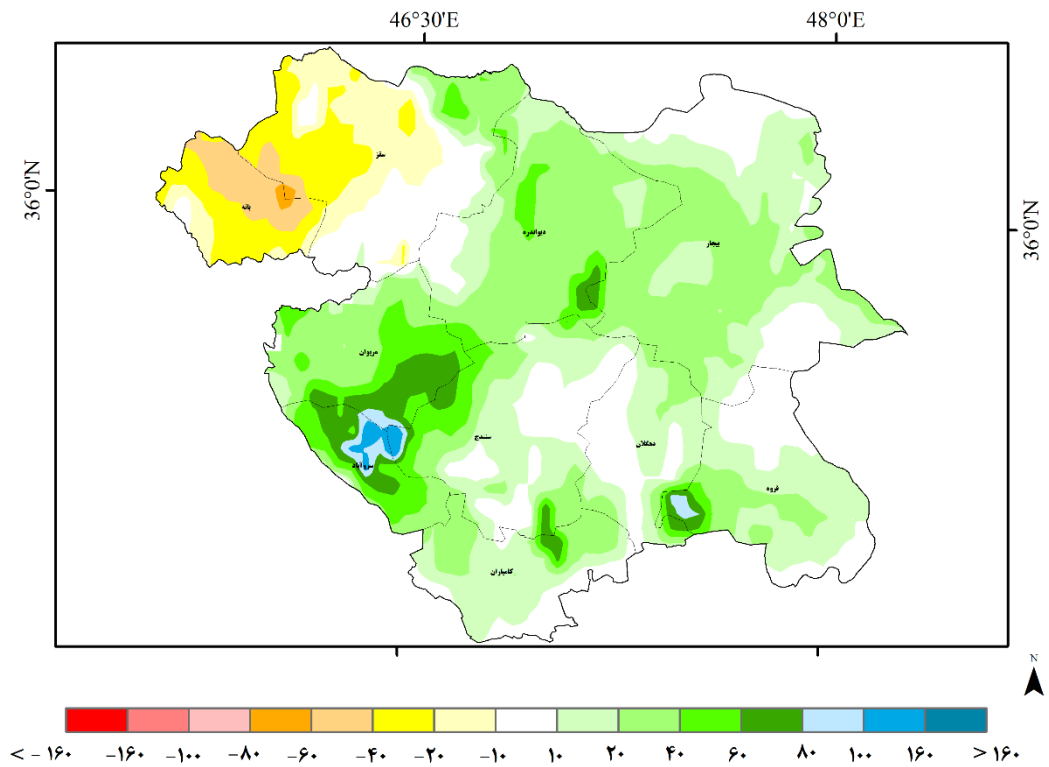 46°30'E 48°0'E
36°0'N
36°0'N
سقز
بانه
دیواندره
بیجار
مریوان
سنندج
دهگلان
سروآباد
قروه
کامیاران
N
< -۱۶۰ -۱۶۰ -۱۰۰ -۸۰ -۴۰ -۲۰ -۱۰ ۱۰ ۲۰ ۴۰ ۶۰ ۸۰ ۱۰۰ ۱۶۰ > ۱۶۰